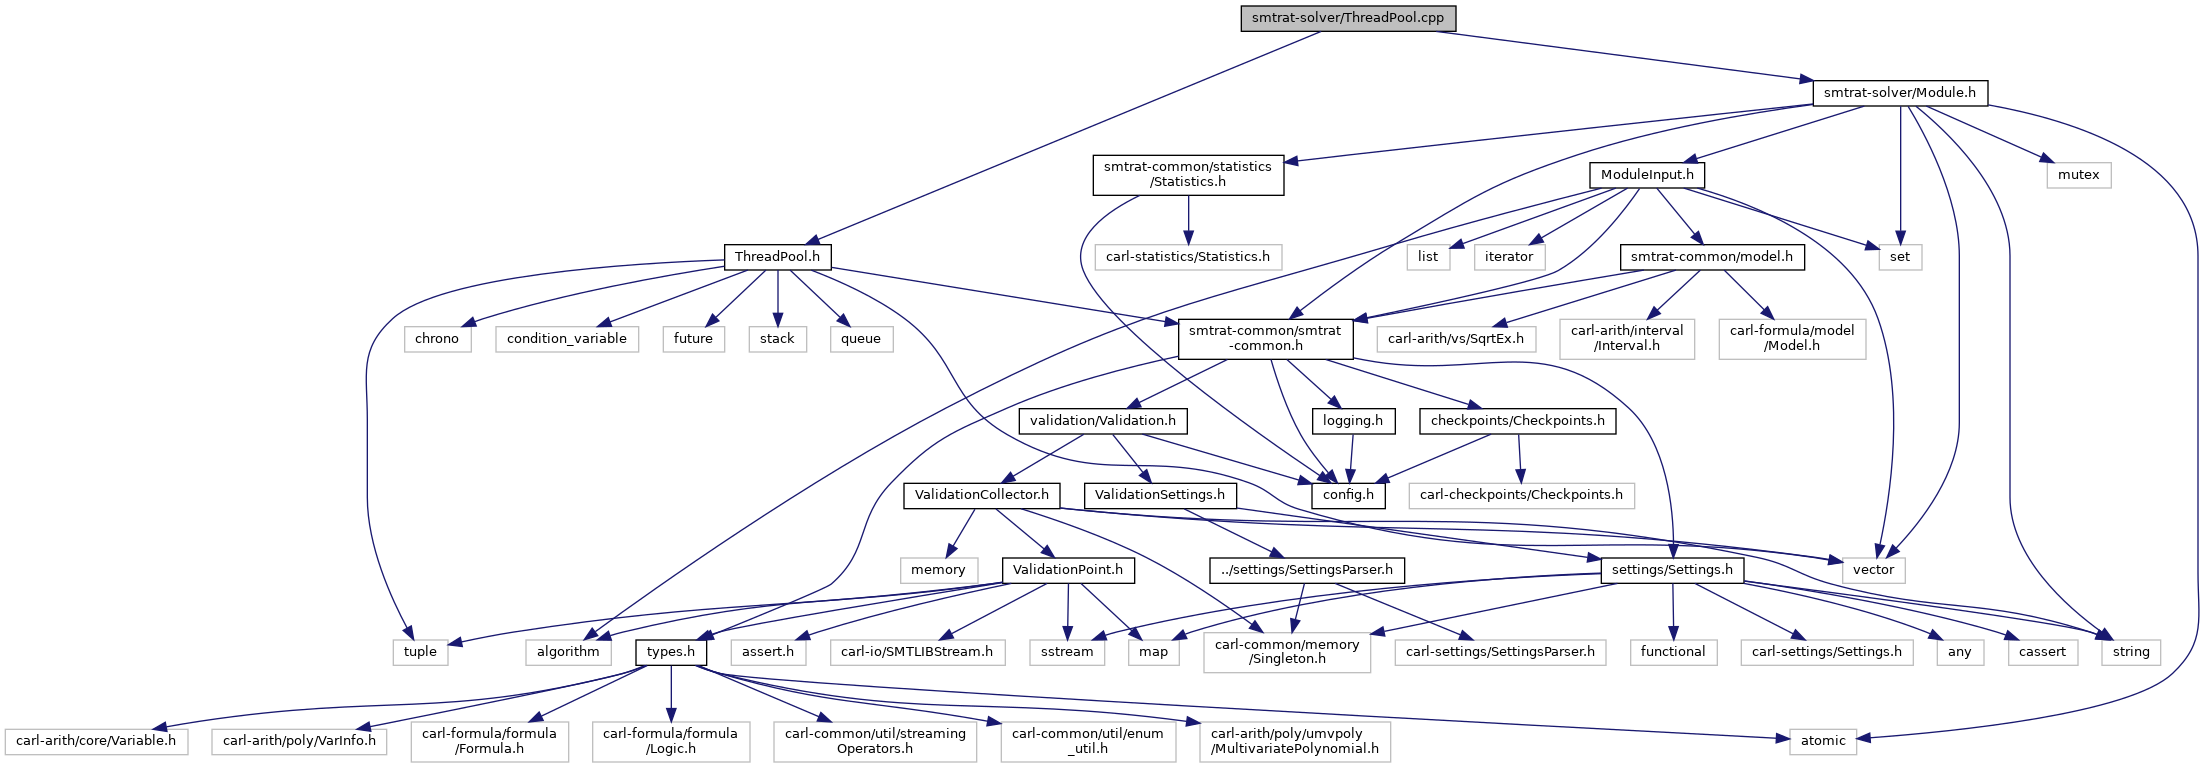 smtrat-solver/ThreadPool.cpp
smtrat-solver/Module.h
smtrat-common/statistics
/Statistics.h
ModuleInput.h
mutex
ThreadPool.h
carl-statistics/Statistics.h
list
iterator
smtrat-common/model.h
set
chrono
condition_variable
future
stack
queue
smtrat-common/smtrat
-common.h
carl-arith/vs/SqrtEx.h
carl-arith/interval
/Interval.h
carl-formula/model
/Model.h
validation/Validation.h
logging.h
checkpoints/Checkpoints.h
ValidationCollector.h
ValidationSettings.h
config.h
carl-checkpoints/Checkpoints.h
memory
ValidationPoint.h
../settings/SettingsParser.h
settings/Settings.h
vector
tuple
algorithm
types.h
assert.h
carl-io/SMTLIBStream.h
sstream
map
carl-common/memory
/Singleton.h
carl-settings/SettingsParser.h
functional
carl-settings/Settings.h
any
cassert
string
carl-arith/core/Variable.h
carl-arith/poly/VarInfo.h
carl-formula/formula
/Formula.h
carl-formula/formula
/Logic.h
carl-common/util/streaming
Operators.h
carl-common/util/enum
_util.h
carl-arith/poly/umvpoly
/MultivariatePolynomial.h
atomic